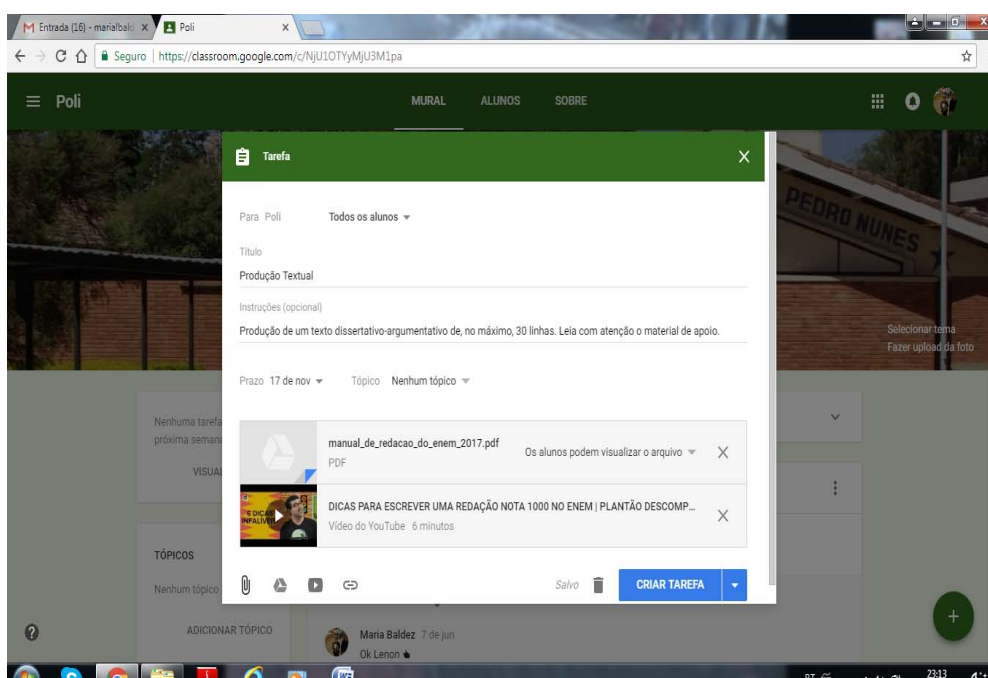 Entrada (16) - marialbald
Poli
Seguro
https://classroom.google.com/c/NjU1OTYyMjU3M1pa
Poli
MURAL
ALUNOS
SOBRE
Tarefa
PEDRO NUNES
Para Poli
Todos os alunos
Título
Produção Textual
Instruções (opcional)
Produção de um texto dissertativo-argumentativo de, no máximo, 30 linhas. Leia com atenção o material de apoio.
Selecionar tema
Fazer upload da foto
Prazo 17 de nov
Tópico Nenhum tópico
Nenhuma tarefa
próxima semana
VISUAL
manual_de_redacao_do_enem_2017.pdf
PDF
Os alunos podem visualizar o arquivo
5 DICAS
INFALÍVEIS
DICAS PARA ESCREVER UMA REDAÇÃO NOTA 1000 NO ENEM | PLANTÃO DESCOMP...
Vídeo do YouTube 6 minutos
TÓPICOS
Nenhum tópico
Salvo
CRIAR TAREFA
ADICIONAR TÓPICO
Maria Baldez 7 de jun
Ok Lenon
PT
23:13